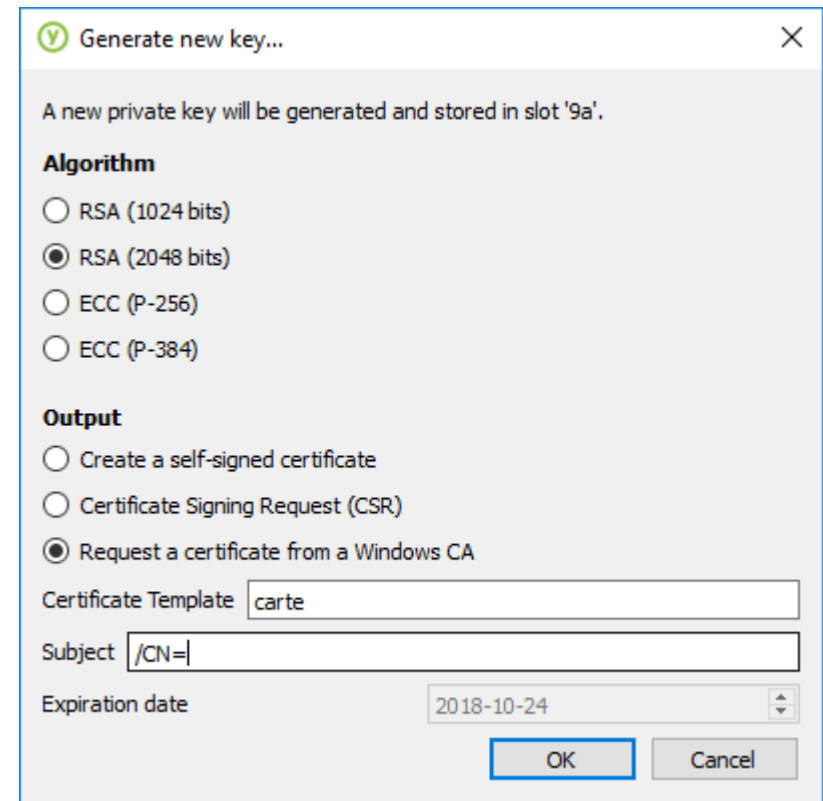 Generate new key...
A new private key will be generated and stored in slot '9a'.
Algorithm
RSA (1024 bits)
RSA (2048 bits)
ECC (P-256)
ECC (P-384)
Output
Create a self-signed certificate
Certificate Signing Request (CSR)
Request a certificate from a Windows CA
Certificate Template carte
Subject /CN=
Expiration date 2018-10-24
OK Cancel